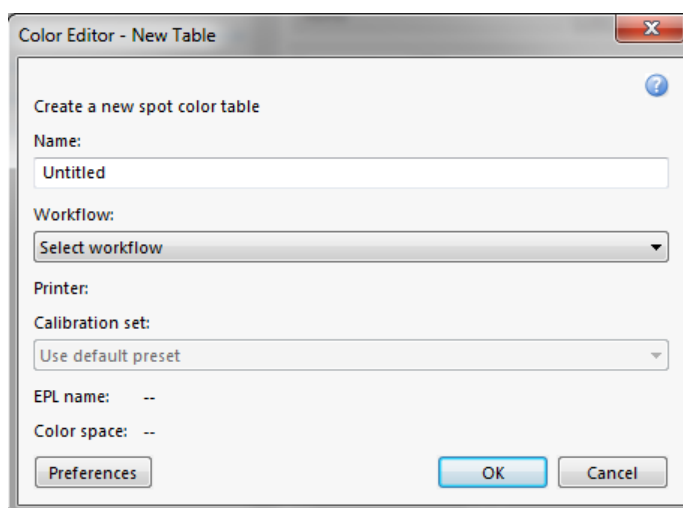 Color Editor - New Table
Create a new spot color table
Name:
Untitled
Workflow:
Select workflow
Printer:
Calibration set:
Use default preset
EPL name: --
Color space: --
Preferences OK Cancel